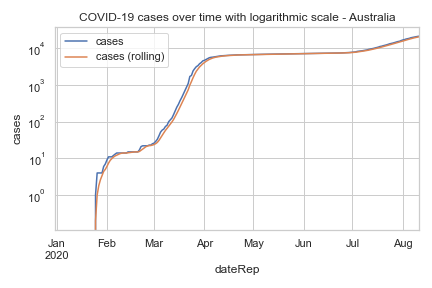 COVID-19 cases over time with logarithmic scale - Australia
cases
cases (rolling)
10⁴
10³
10²
10¹
10⁰
cases
Jan Feb Mar Apr May Jun Jul Aug
2020
dateRep